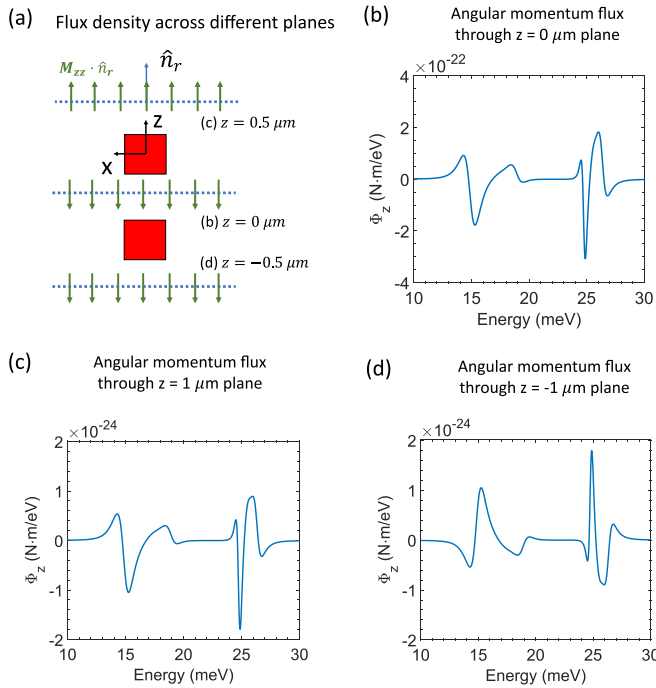 (a) Flux density across different planes
M_zz · n̂_r
n̂_r
(c) z = 0.5 μm
Z
X
(b) z = 0 μm
(d) z = −0.5 μm
(b) Angular momentum flux
through z = 0 μm plane
×10^-22
4
2
0
-2
-4
Φ_z (N·m/eV)
10 15 20 25 30
Energy (meV)
(c) Angular momentum flux
through z = 1 μm plane
×10^-24
2
1
0
-1
-2
Φ_z (N·m/eV)
10 15 20 25 30
Energy (meV)
(d) Angular momentum flux
through z = -1 μm plane
×10^-24
2
1
0
-1
-2
Φ_z (N·m/eV)
10 15 20 25 30
Energy (meV)